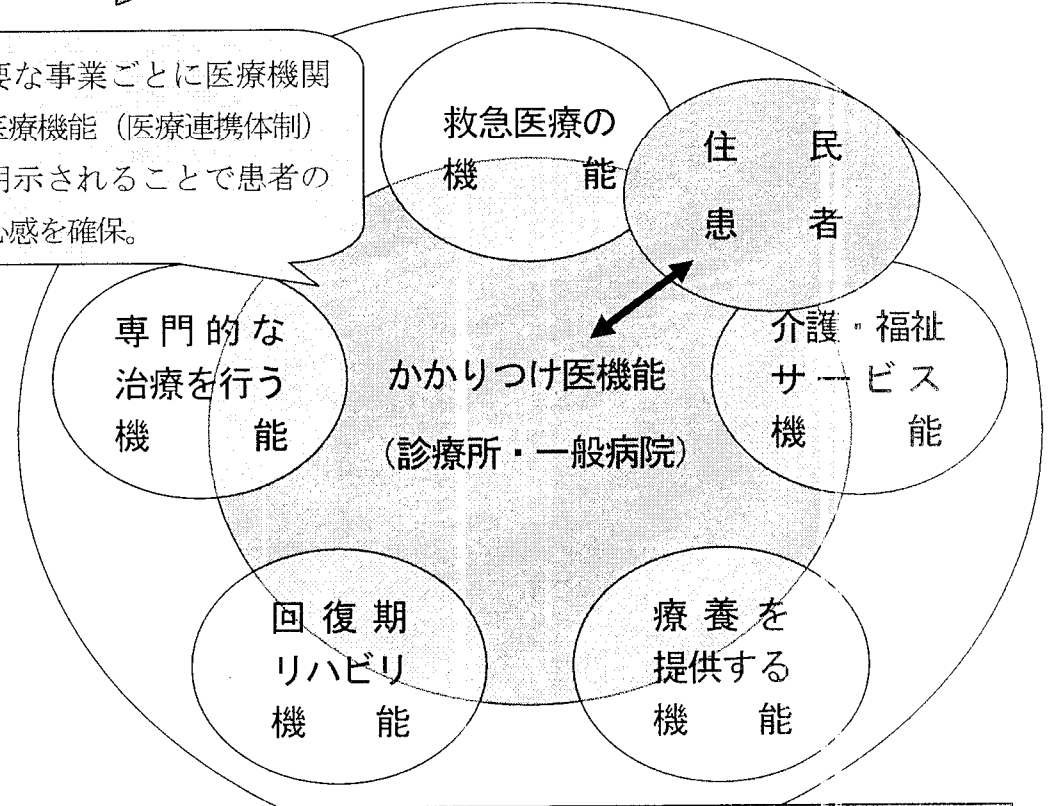 要な事業ごとに医療機関
医療機能（医療連携体制）
明示されることで患者の
心感を確保。
救急医療の
機能
住民
患者
専門的な
治療を行う
機能
かかりつけ医機能
（診療所・一般病院）
介護・福祉
サービス
機能
回復期
リハビリ
機能
療養を
提供する
機能